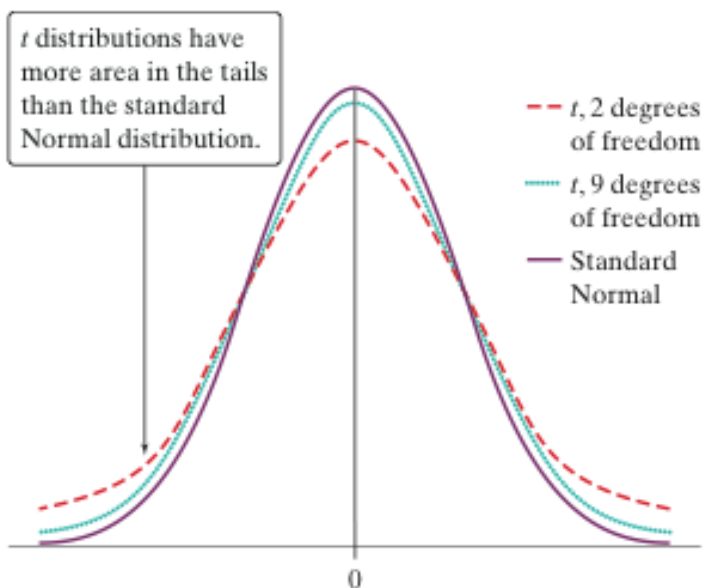 t distributions have
more area in the tails
than the standard
Normal distribution.
t, 2 degrees
of freedom
t, 9 degrees
of freedom
Standard
Normal
0